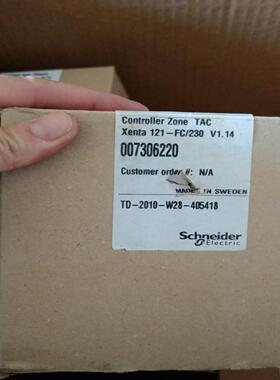 Controller Zone TAC
Xenta 121-FC/230 V1.14
007306220
Customer order #: N/A
MADE IN SWEDEN
TD-2010-W28-405418
Schneider
Electric